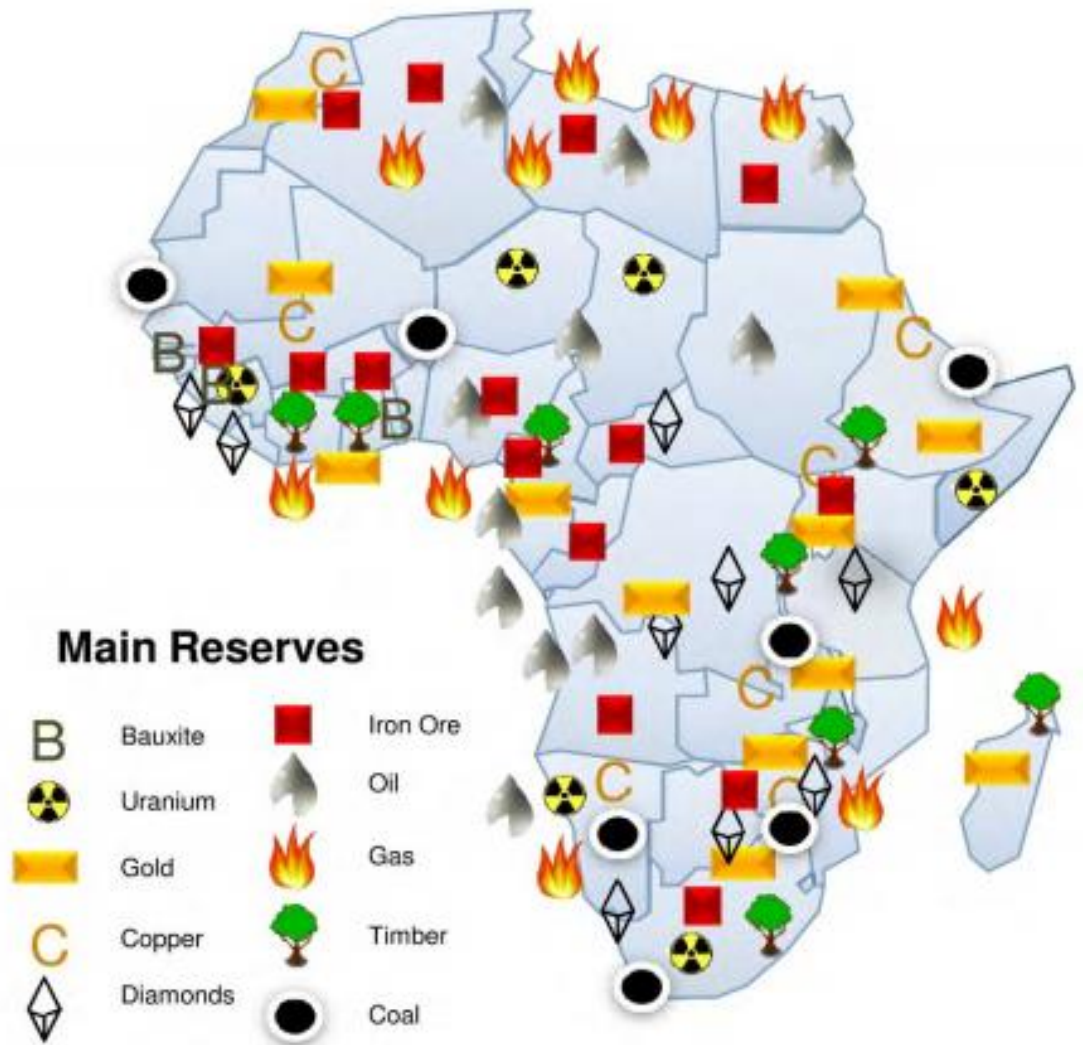 C
C
B
B
B
C
C
C
C
C
Main Reserves
B Bauxite
Iron Ore
Uranium
Oil
Gold
Gas
C Copper
Timber
Diamonds
Coal